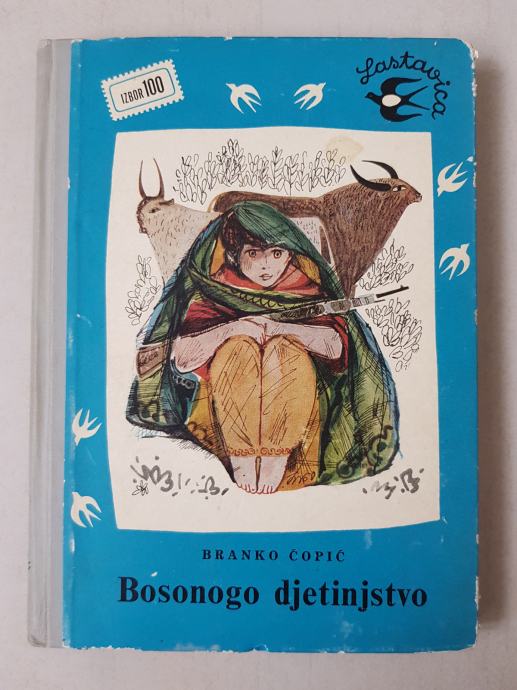 IZBOR 100
Lastavica
BRANKO ĆOPIĆ
Bosonogo djetinjstvo